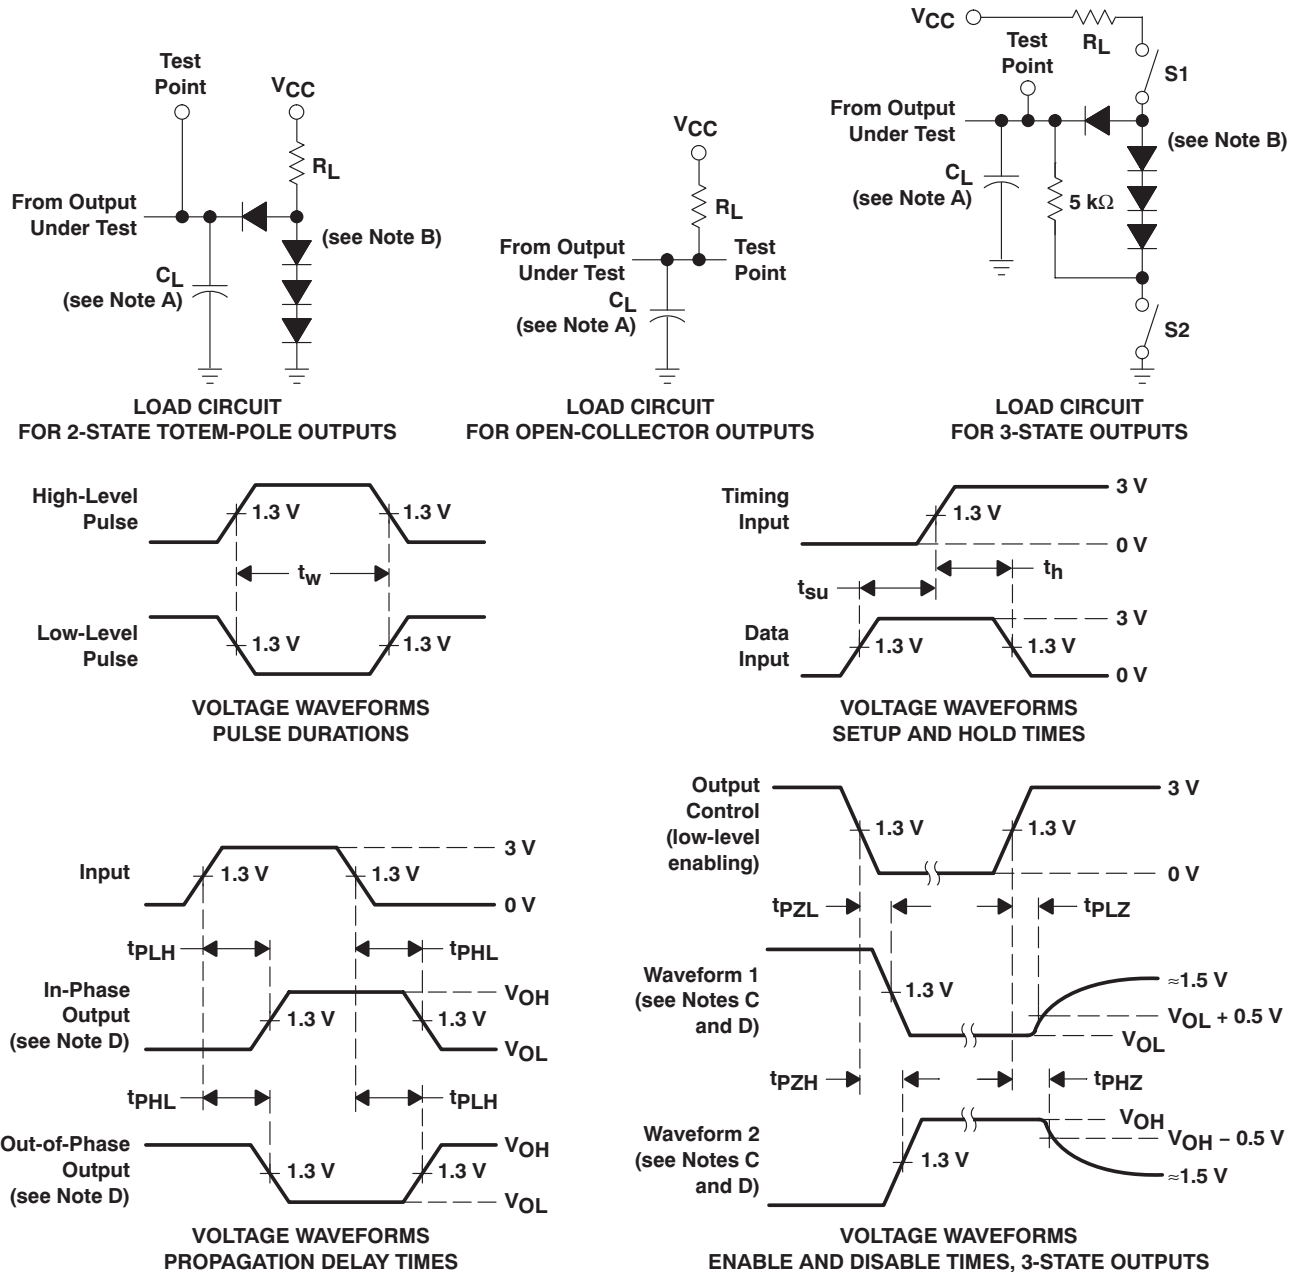 Test
Point
VCC
RL
From Output
Under Test
(see Note B)
CL
(see Note A)
LOAD CIRCUIT
FOR 2-STATE TOTEM-POLE OUTPUTS
VCC
RL
From Output
Under Test
Test
Point
CL
(see Note A)
LOAD CIRCUIT
FOR OPEN-COLLECTOR OUTPUTS
VCC
RL
Test
Point
S1
From Output
Under Test
(see Note B)
CL
(see Note A)
5 kΩ
S2
LOAD CIRCUIT
FOR 3-STATE OUTPUTS
High-Level
Pulse
1.3 V
1.3 V
tw
Low-Level
Pulse
1.3 V
1.3 V
VOLTAGE WAVEFORMS
PULSE DURATIONS
Timing
Input
3 V
1.3 V
0 V
th
tsu
3 V
Data
Input
1.3 V
1.3 V
0 V
VOLTAGE WAVEFORMS
SETUP AND HOLD TIMES
Input
3 V
1.3 V
1.3 V
0 V
tPLH
tPHL
In-Phase
Output
(see Note D)
VOH
1.3 V
1.3 V
VOL
tPHL
tPLH
Out-of-Phase
Output
(see Note D)
VOH
1.3 V
1.3 V
VOL
VOLTAGE WAVEFORMS
PROPAGATION DELAY TIMES
Output
Control
(low-level
enabling)
3 V
1.3 V
1.3 V
0 V
tPZL
tPLZ
Waveform 1
(see Notes C
and D)
1.3 V
≈1.5 V
VOL + 0.5 V
VOL
tPZH
tPHZ
Waveform 2
(see Notes C
and D)
1.3 V
VOH
VOH − 0.5 V
≈1.5 V
VOLTAGE WAVEFORMS
ENABLE AND DISABLE TIMES, 3-STATE OUTPUTS